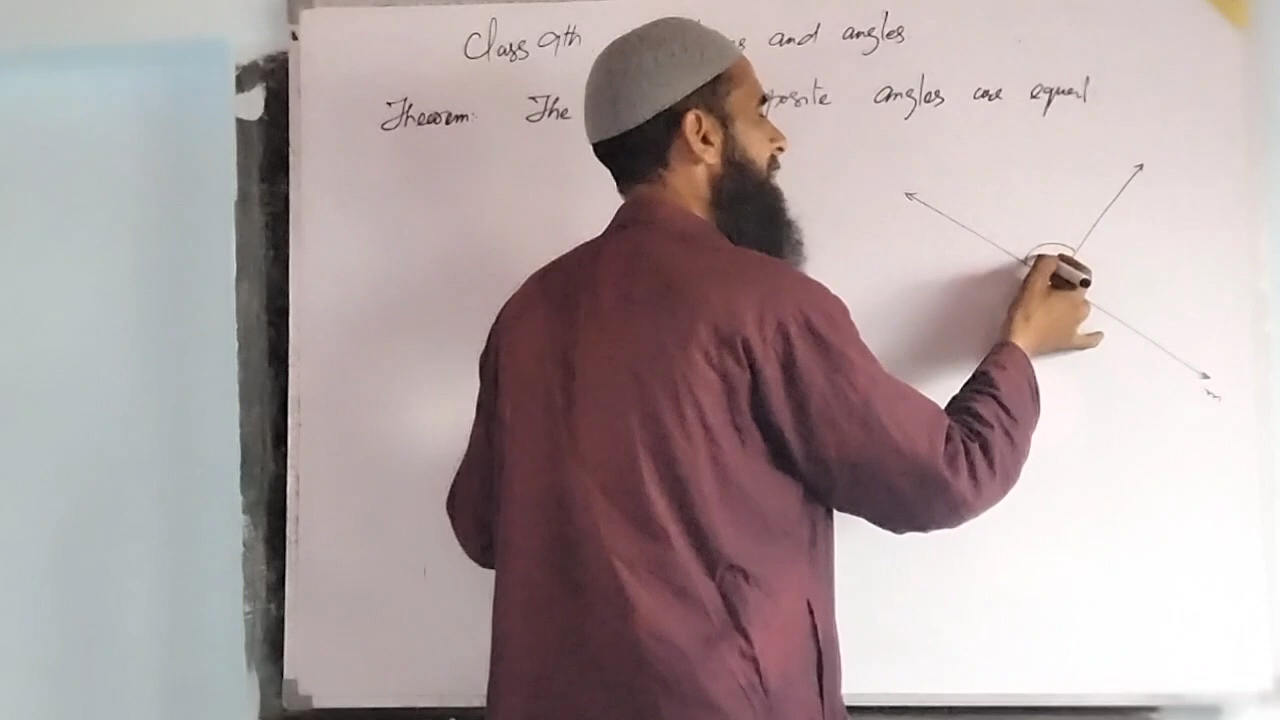 Class 9th and angles
Theorem: The posite angles are equal
m